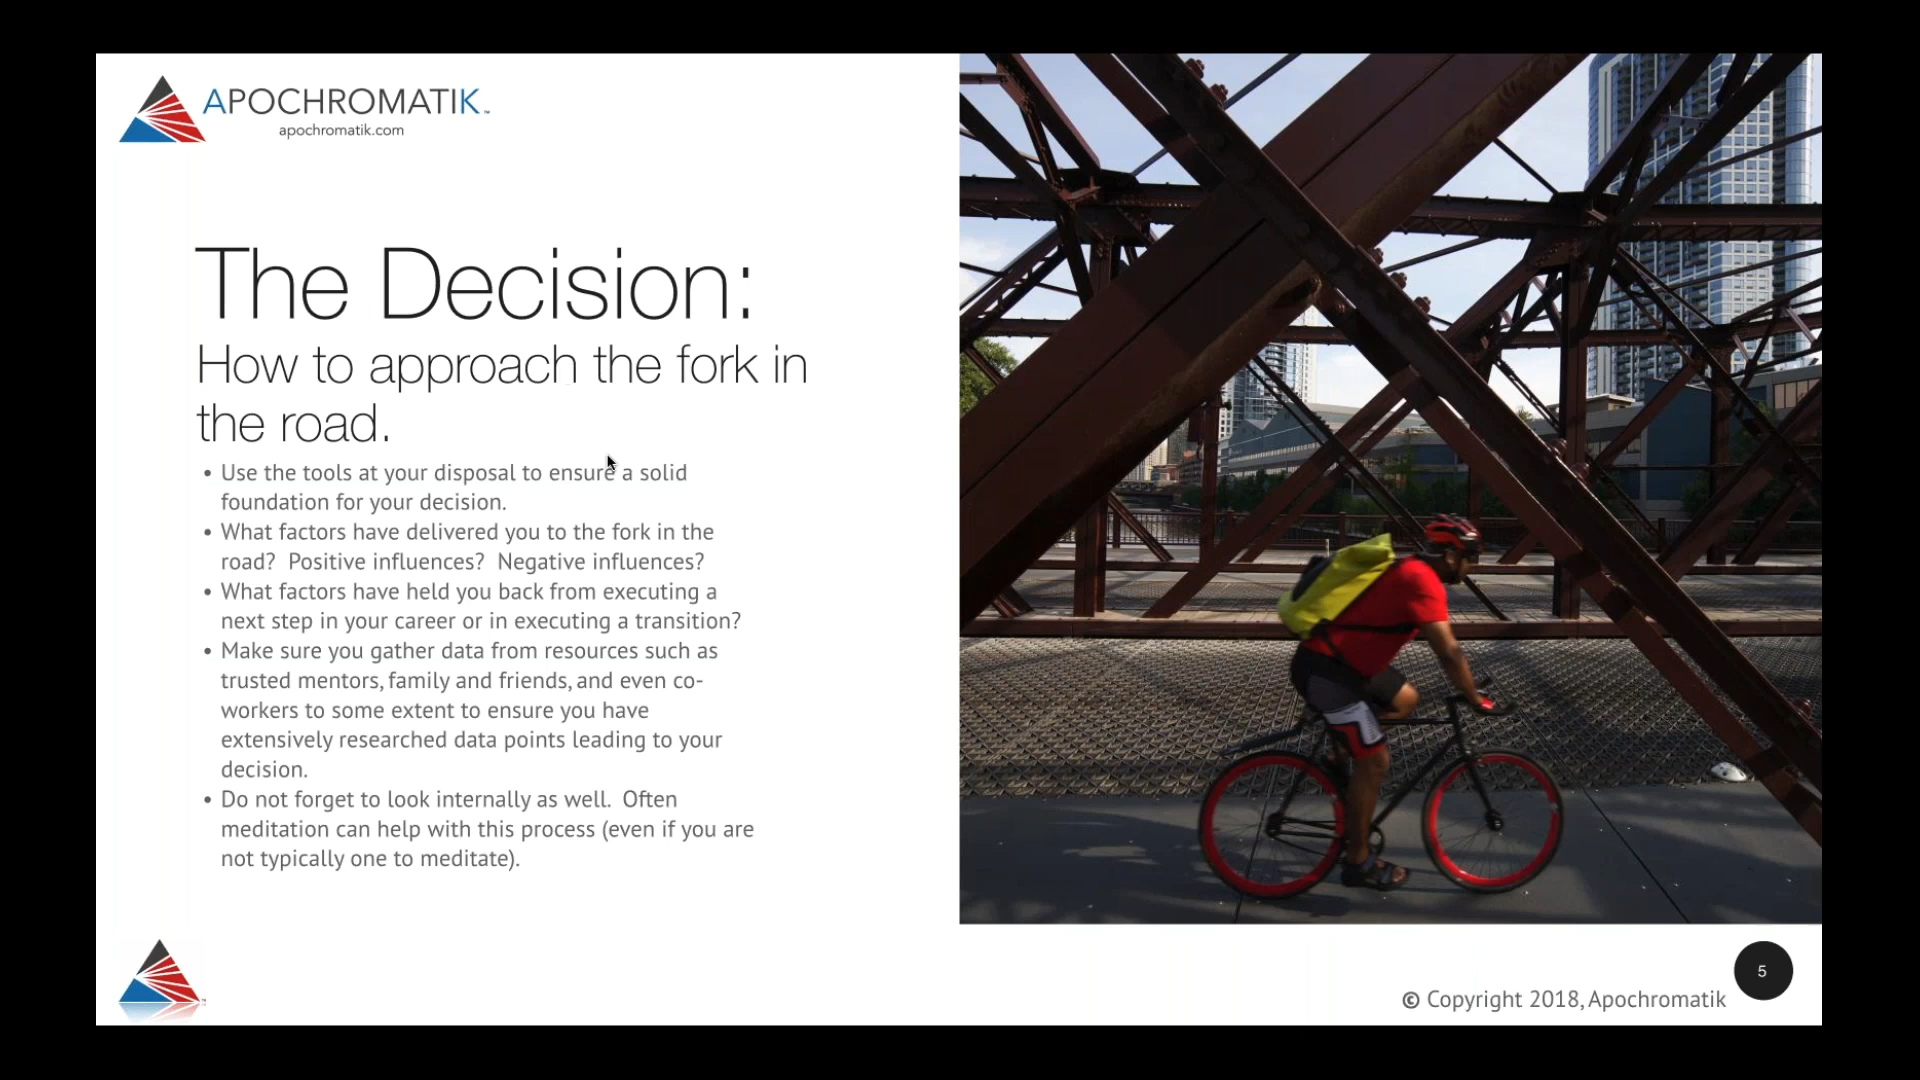 APOCHROMATIK™
apochromatik.com
The Decision:
How to approach the fork in
the road.
• Use the tools at your disposal to ensure a solid
foundation for your decision.
• What factors have delivered you to the fork in the
road?  Positive influences?  Negative influences?
• What factors have held you back from executing a
next step in your career or in executing a transition?
• Make sure you gather data from resources such as
trusted mentors, family and friends, and even co-
workers to some extent to ensure you have
extensively researched data points leading to your
decision.
• Do not forget to look internally as well.  Often
meditation can help with this process (even if you are
not typically one to meditate).
5
© Copyright 2018, Apochromatik